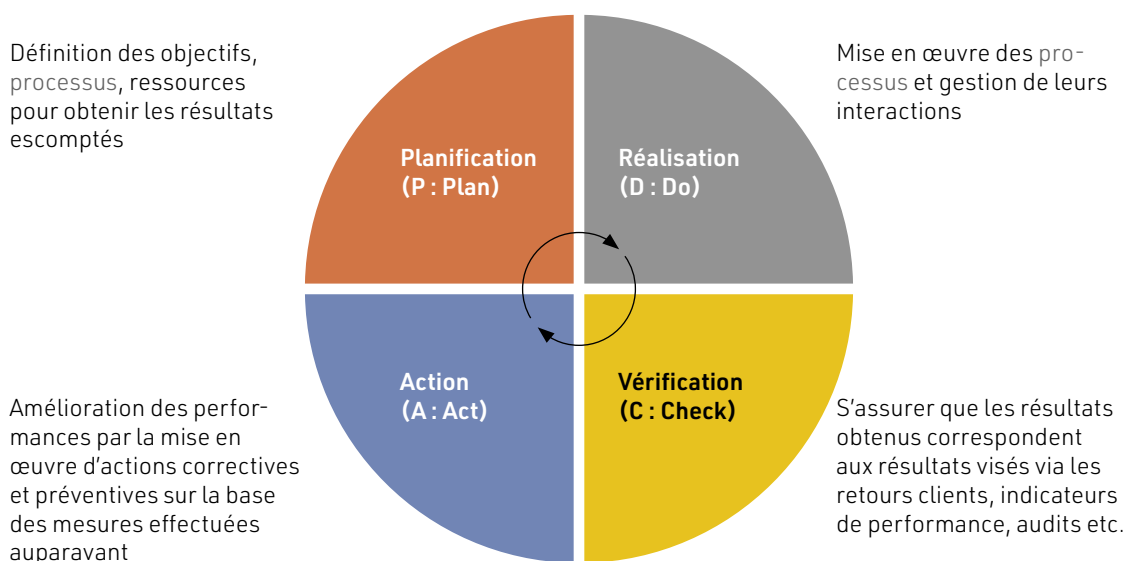 Définition des objectifs,
processus, ressources
pour obtenir les résultats
escomptés
Planification
(P : Plan)
Réalisation
(D : Do)
Mise en œuvre des pro-
cessus et gestion de leurs
interactions
Amélioration des perfor-
mances par la mise en
œuvre d’actions correctives
et préventives sur la base
des mesures effectuées
auparavant
Action
(A : Act)
Vérification
(C : Check)
S’assurer que les résultats
obtenus correspondent
aux résultats visés via les
retours clients, indicateurs
de performance, audits etc.